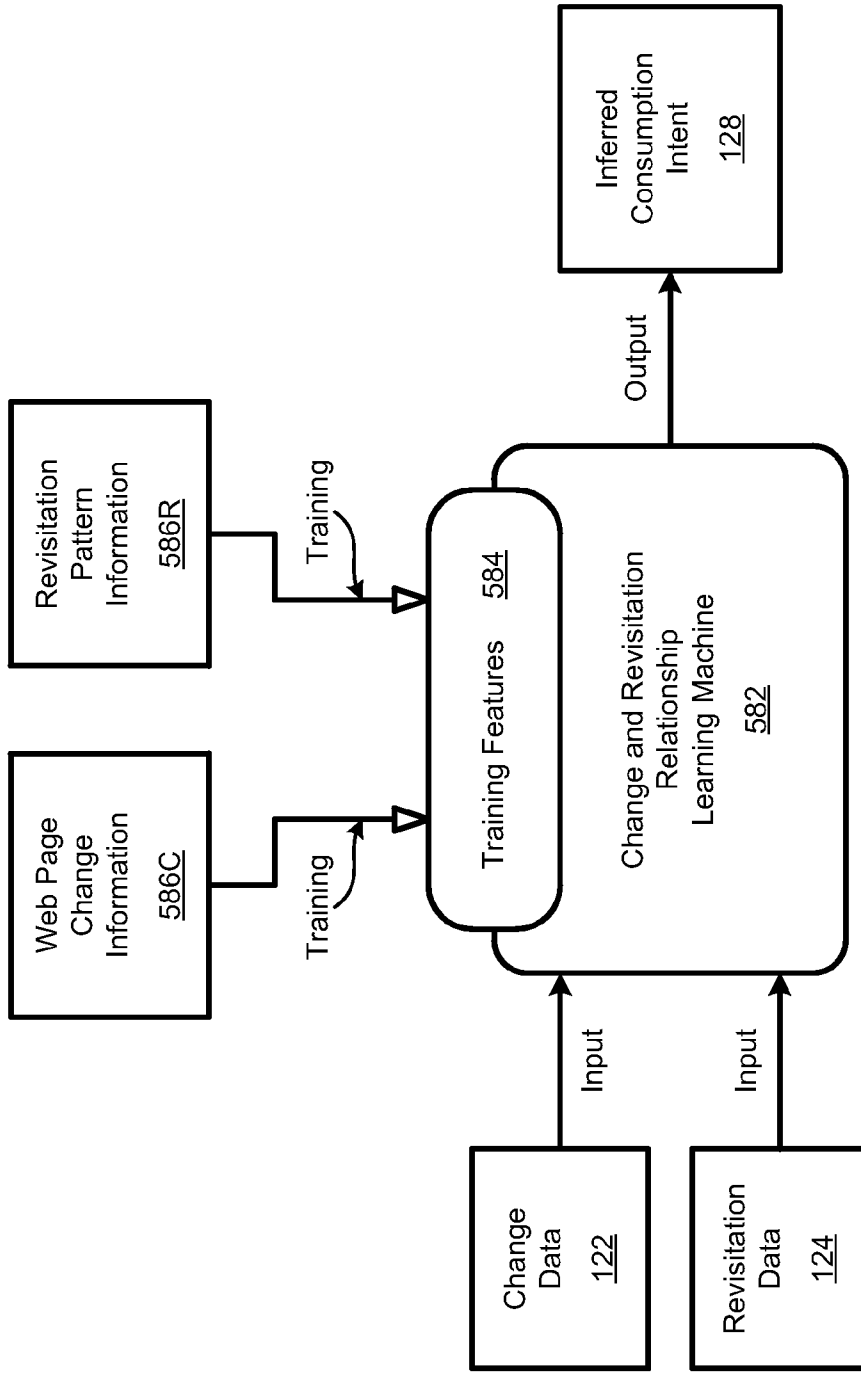 Web Page
Change
Information
586C
Revisitation
Pattern
Information
586R
Training
Training
Training Features
584
Change and Revisitation
Relationship
Learning Machine
582
Change
Data
122
Input
Revisitation
Data
124
Input
Output
Inferred
Consumption
Intent
128